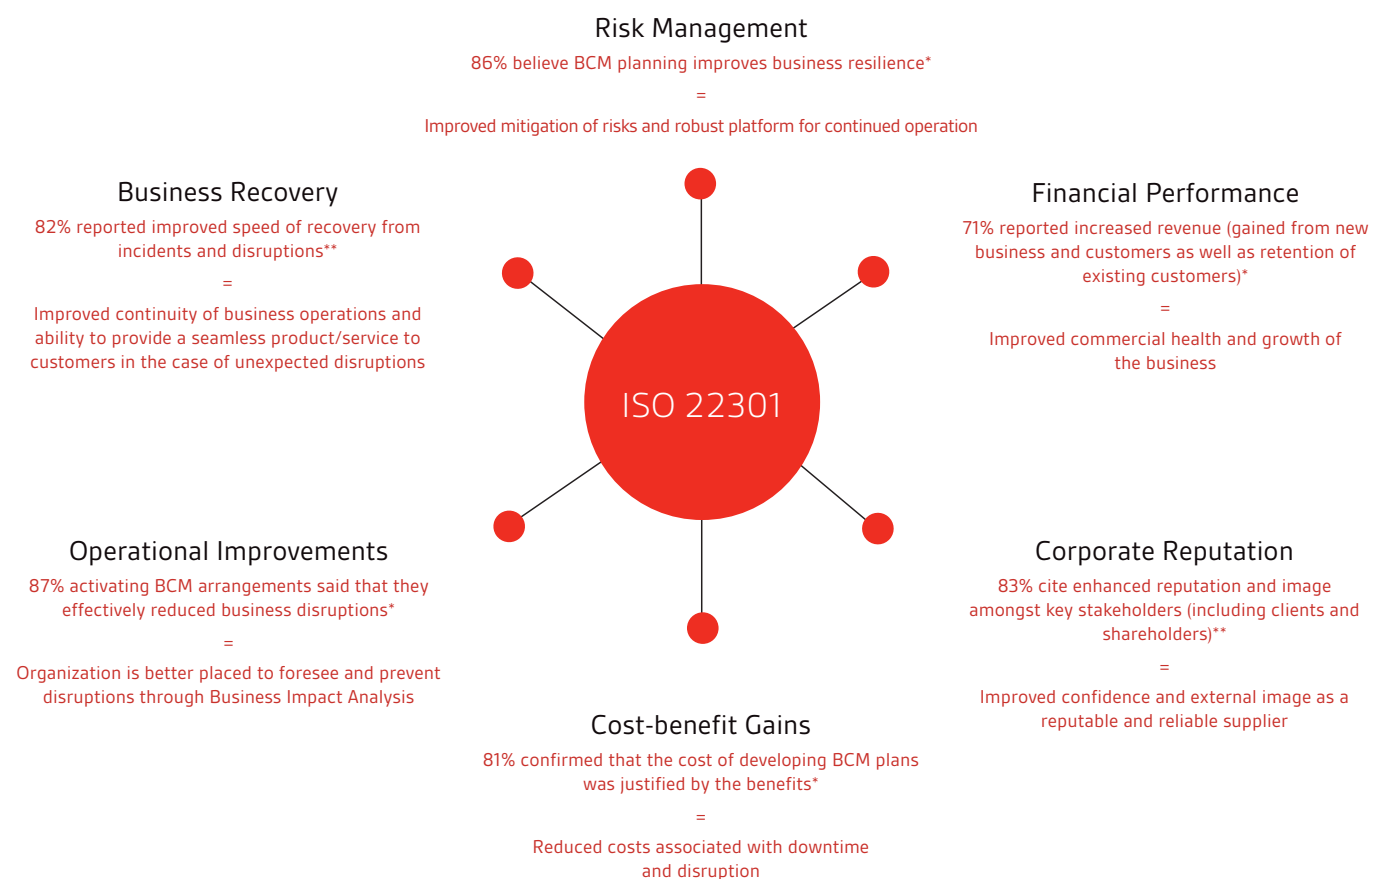 Risk Management
86% believe BCM planning improves business resilience*
=
Improved mitigation of risks and robust platform for continued operation
Business Recovery
82% reported improved speed of recovery from
incidents and disruptions**
=
Improved continuity of business operations and
ability to provide a seamless product/service to
customers in the case of unexpected disruptions
Financial Performance
71% reported increased revenue (gained from new
business and customers as well as retention of
existing customers)*
=
Improved commercial health and growth of
the business
ISO 22301
Operational Improvements
87% activating BCM arrangements said that they
effectively reduced business disruptions*
=
Organization is better placed to foresee and prevent
disruptions through Business Impact Analysis
Corporate Reputation
83% cite enhanced reputation and image
amongst key stakeholders (including clients and
shareholders)**
=
Improved confidence and external image as a
reputable and reliable supplier
Cost-benefit Gains
81% confirmed that the cost of developing BCM plans
was justified by the benefits*
=
Reduced costs associated with downtime
and disruption